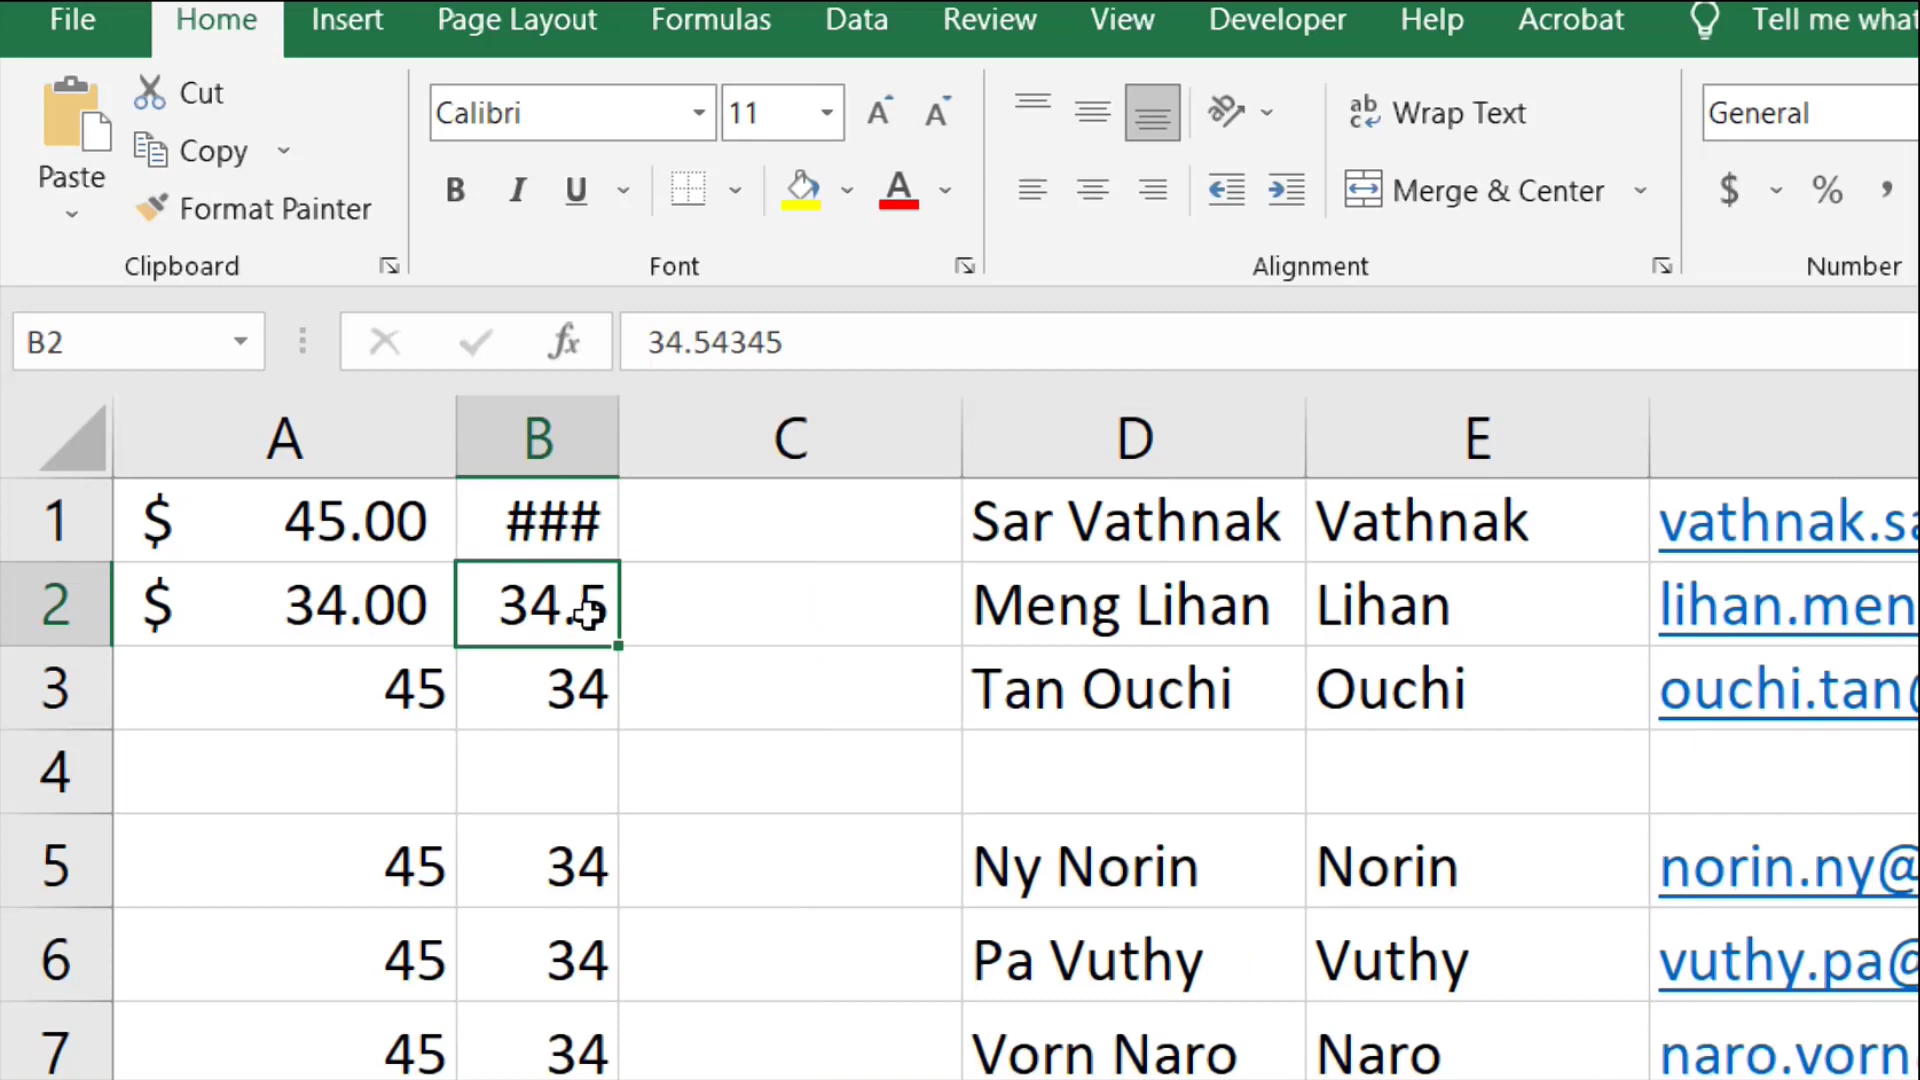 File Home Insert Page Layout Formulas Data Review View Developer Help Acrobat Tell me what
Paste Cut Copy Format Painter
Calibri 11
B I U A
ab c Wrap Text
Merge & Center
General
$ % ,
Clipboard Font Alignment Number
B2 fx 34.54345
A B C D E
1 $ 45.00 ### Sar Vathnak Vathnak vathnak.sa
2 $ 34.00 34.5 Meng Lihan Lihan lihan.men
3 45 34 Tan Ouchi Ouchi ouchi.tan@
4
5 45 34 Ny Norin Norin norin.ny@
6 45 34 Pa Vuthy Vuthy vuthy.pa@
7 45 34 Vorn Naro Naro naro.vorn